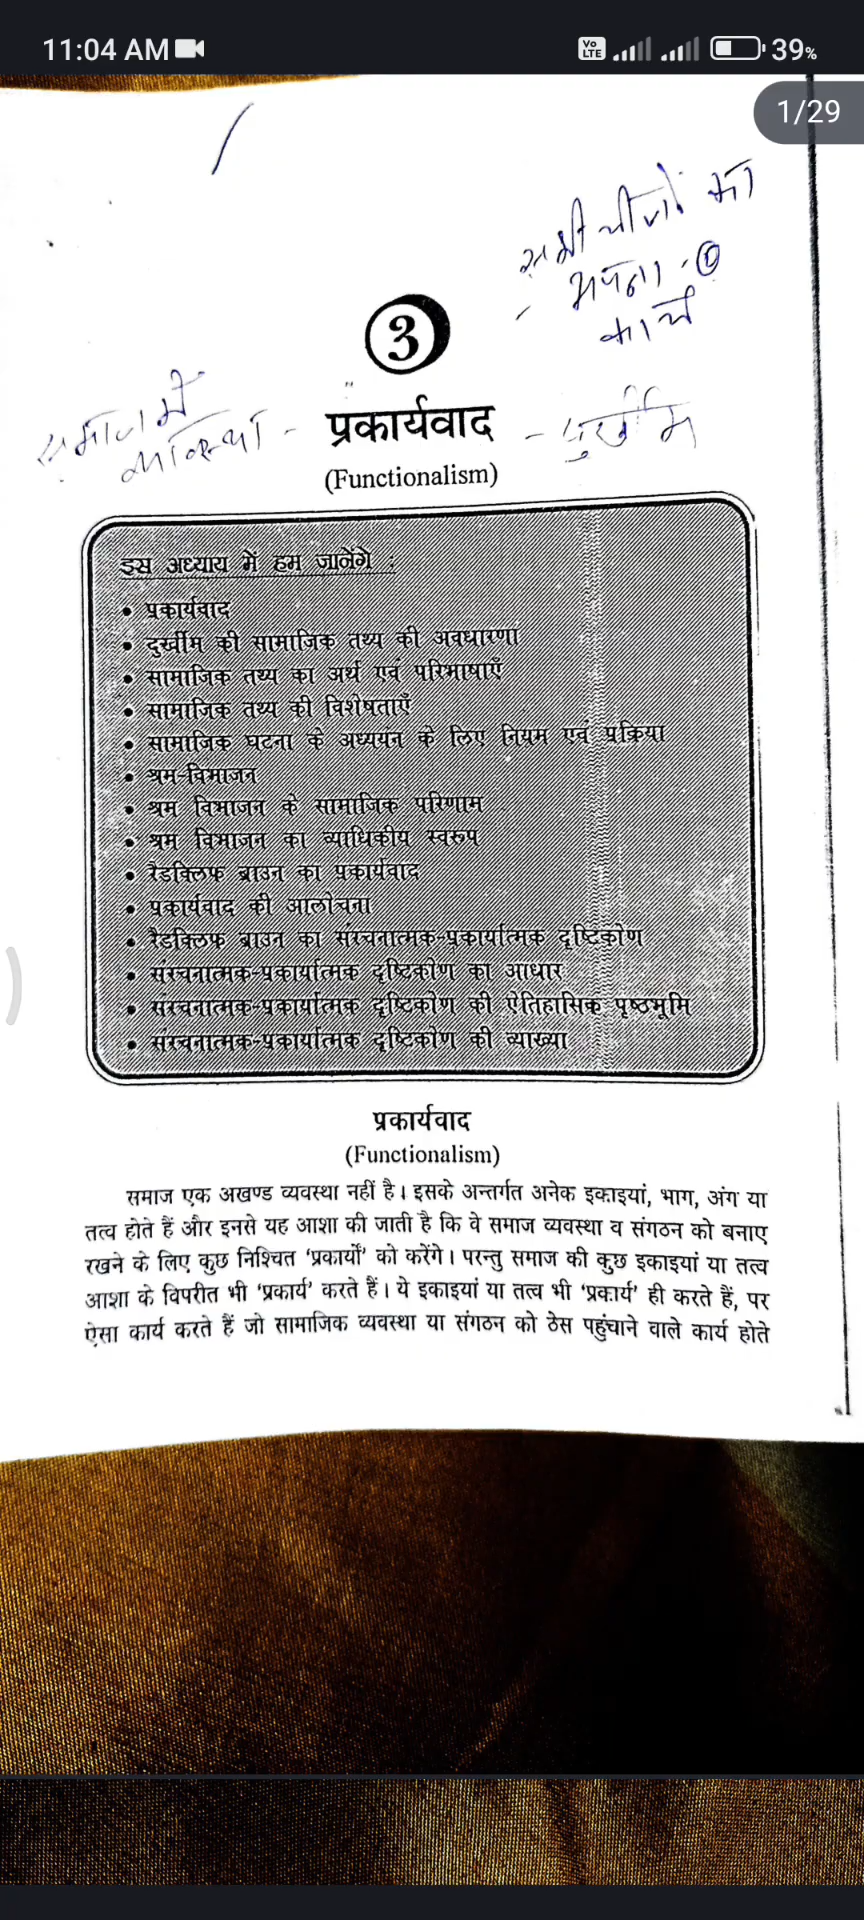 11:04 AM
Vo LTE
39%
1/29
सभी चीजों का
अपना
कार्य
3
समाज में
प्रकार्यवाद - दुर्खीम
(Functionalism)
इस अध्याय में हम जानेंगे :
• प्रकार्यवाद
• दुर्खीम की सामाजिक तथ्य की अवधारणा
• सामाजिक तथ्य का अर्थ एवं परिभाषाएँ
• सामाजिक तथ्य की विशेषताएँ
• सामाजिक घटना के अध्ययन के लिए नियम एवं प्रक्रिया
• श्रम-विभाजन
• श्रम विभाजन के सामाजिक परिणाम
• श्रम विभाजन का व्याधिकीय स्वरूप
• रैडक्लिफ ब्राउन का प्रकार्यवाद
• प्रकार्यवाद की आलोचना
• रैडक्लिफ ब्राउन का संरचनात्मक-प्रकार्यात्मक दृष्टिकोण
• संरचनात्मक-प्रकार्यात्मक दृष्टिकोण का आधार
• संरचनात्मक-प्रकार्यात्मक दृष्टिकोण की ऐतिहासिक पृष्ठभूमि
• संरचनात्मक-प्रकार्यात्मक दृष्टिकोण की व्याख्या
प्रकार्यवाद
(Functionalism)
समाज एक अखण्ड व्यवस्था नहीं है। इसके अन्तर्गत अनेक इकाइयां, भाग, अंग या
तत्व होते हैं और इनसे यह आशा की जाती है कि वे समाज व्यवस्था व संगठन को बनाए
रखने के लिए कुछ निश्चित 'प्रकार्यों' को करेंगे। परन्तु समाज की कुछ इकाइयां या तत्व
आशा के विपरीत भी 'प्रकार्य' करते हैं। ये इकाइयां या तत्व भी 'प्रकार्य' ही करते हैं, पर
ऐसा कार्य करते हैं जो सामाजिक व्यवस्था या संगठन को ठेस पहुंचाने वाले कार्य होते